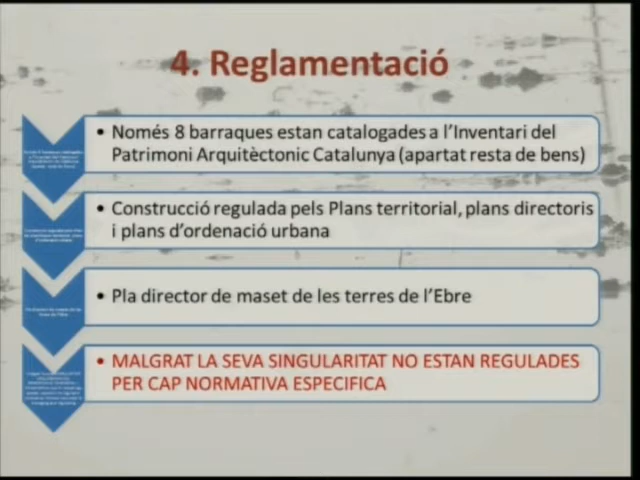 4. Reglamentació
• Només 8 barraques estan catalogades a l'Inventari del
Patrimoni Arquitèctonic Catalunya (apartat resta de bens)
• Construcció regulada pels Plans territorial, plans directoris
i plans d'ordenació urbana
• Pla director de maset de les terres de l'Ebre
• MALGRAT LA SEVA SINGULARITAT NO ESTAN REGULADES
PER CAP NORMATIVA ESPECIFICA